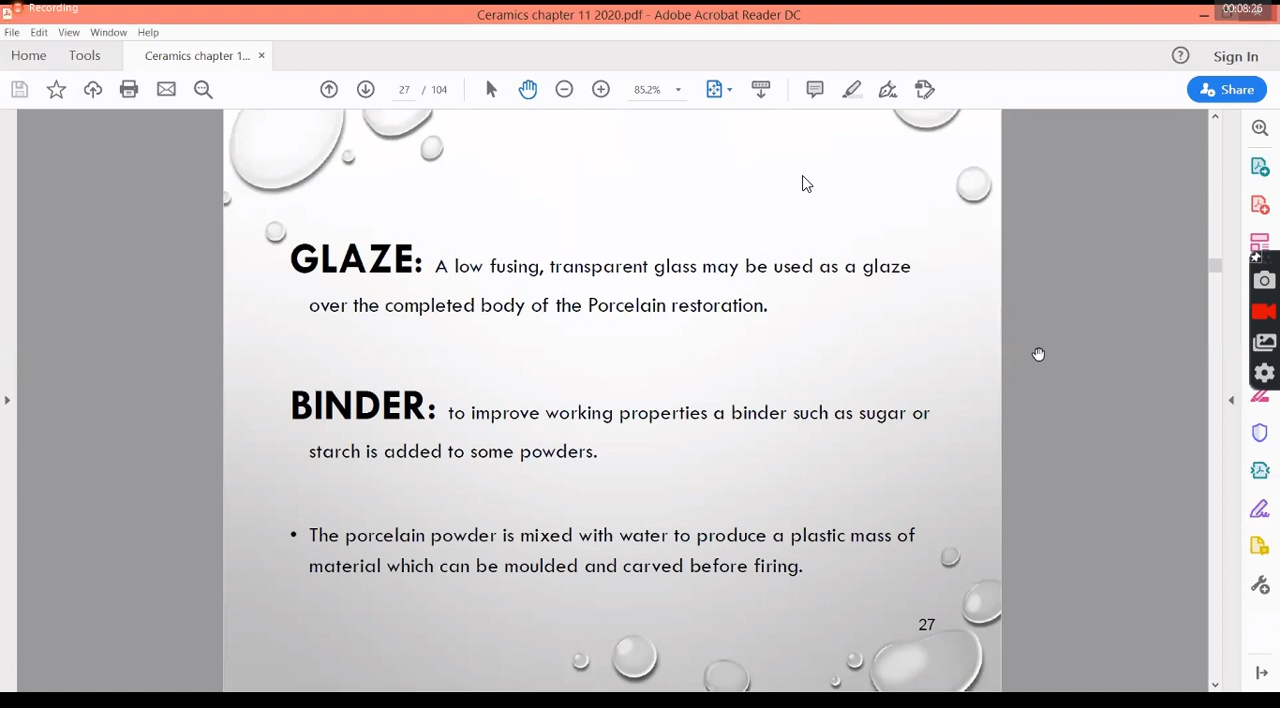 Recording
Ceramics chapter 11 2020.pdf - Adobe Acrobat Reader DC
00:08:26
File Edit View Window Help
Home Tools Ceramics chapter 1... × Sign In
27 / 104 85.2% Share
GLAZE: A low fusing, transparent glass may be used as a glaze
over the completed body of the Porcelain restoration.
BINDER: to improve working properties a binder such as sugar or
starch is added to some powders.
• The porcelain powder is mixed with water to produce a plastic mass of
material which can be moulded and carved before firing.
27